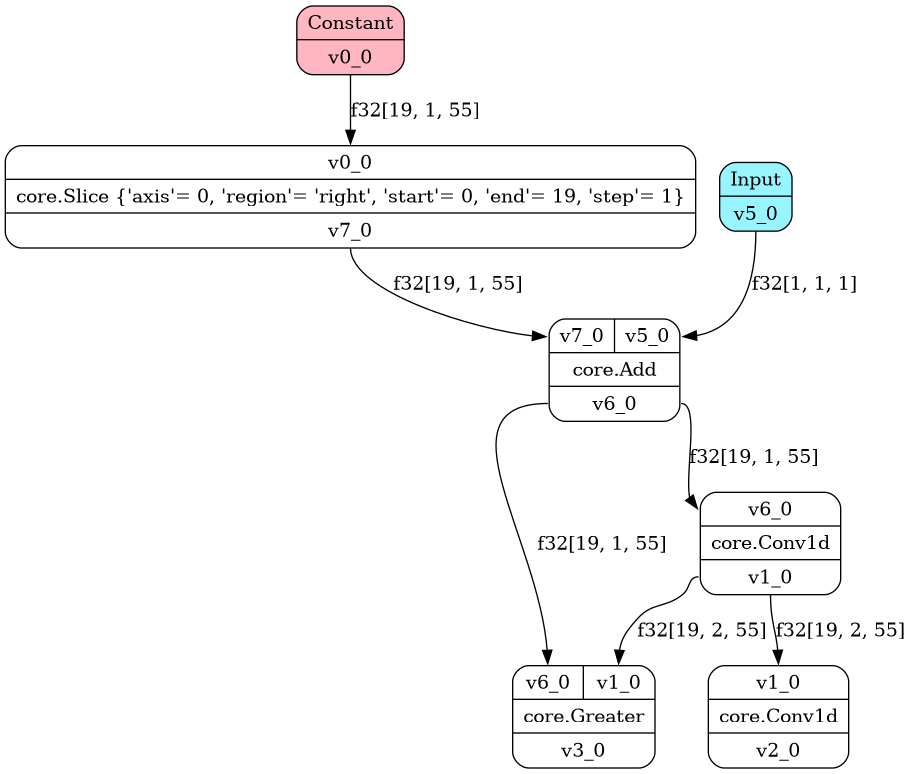 Constant
v0_0
f32[19, 1, 55]
v0_0
core.Slice {'axis'= 0, 'region'= 'right', 'start'= 0, 'end'= 19, 'step'= 1}
v7_0
Input
v5_0
f32[19, 1, 55]
f32[1, 1, 1]
v7_0 v5_0
core.Add
v6_0
f32[19, 1, 55]
v6_0
core.Conv1d
v1_0
f32[19, 1, 55]
f32[19, 2, 55]
f32[19, 2, 55]
v6_0 v1_0
core.Greater
v3_0
v1_0
core.Conv1d
v2_0